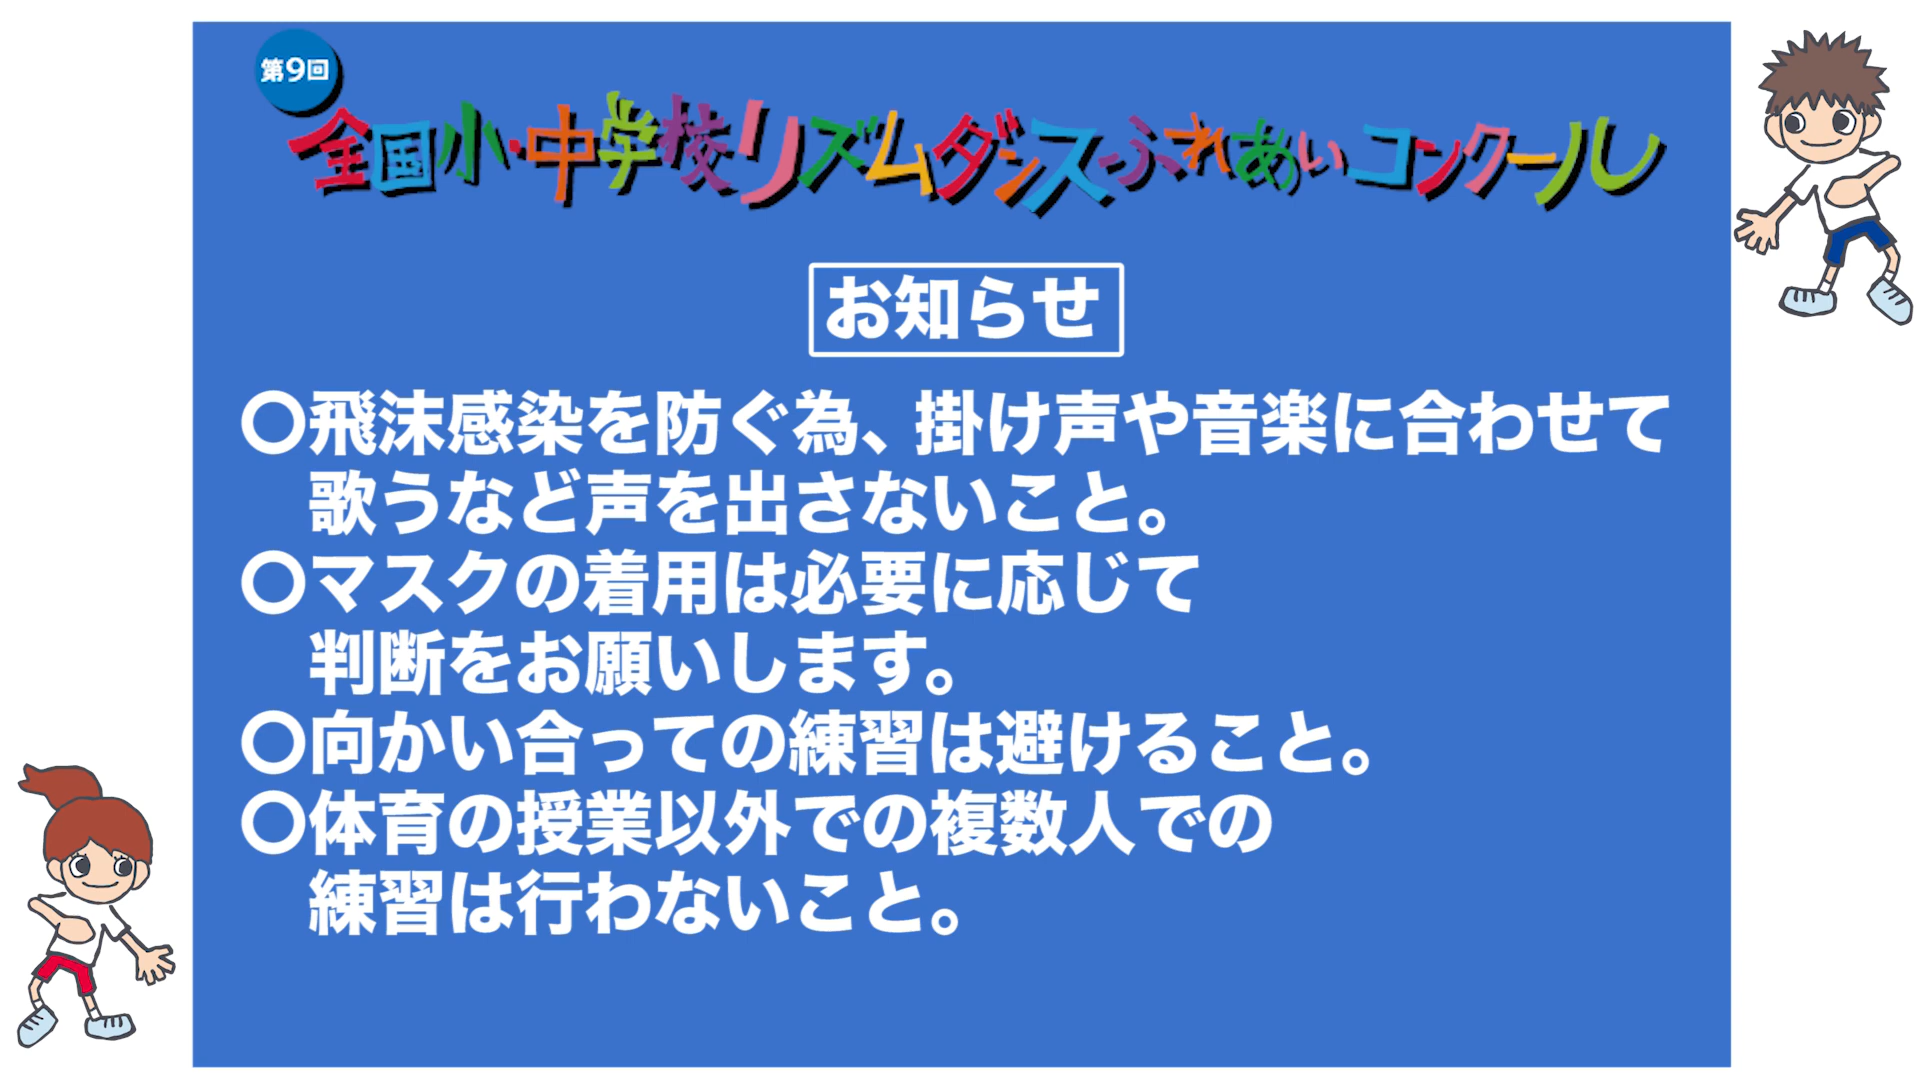 第9回
全国小・中学校リズムダンスふれあいコンクール
お知らせ
〇飛沫感染を防ぐ為、掛け声や音楽に合わせて
歌うなど声を出さないこと。
〇マスクの着用は必要に応じて
判断をお願いします。
〇向かい合っての練習は避けること。
〇体育の授業以外での複数人での
練習は行わないこと。